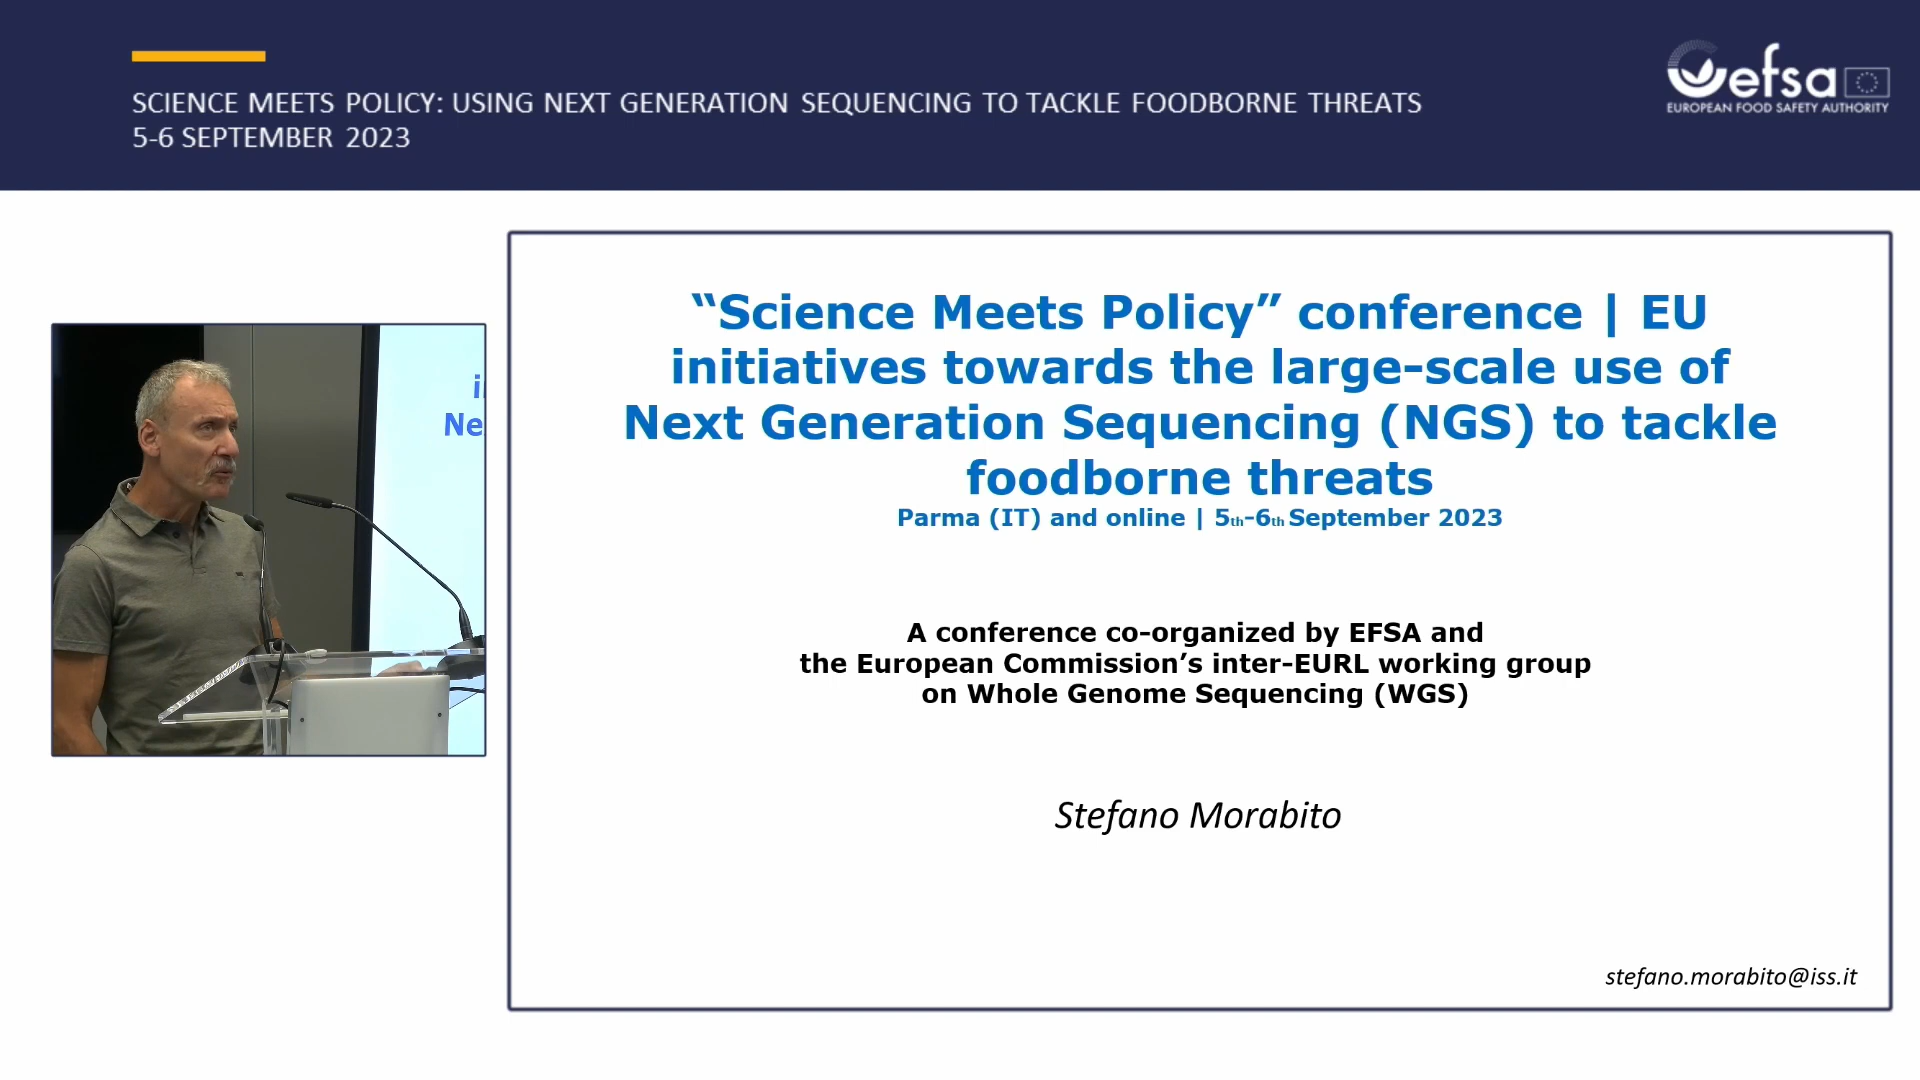 SCIENCE MEETS POLICY: USING NEXT GENERATION SEQUENCING TO TACKLE FOODBORNE THREATS
5-6 SEPTEMBER 2023
efsa
EUROPEAN FOOD SAFETY AUTHORITY
i
Ne
“Science Meets Policy” conference | EU
initiatives towards the large-scale use of
Next Generation Sequencing (NGS) to tackle
foodborne threats
Parma (IT) and online | 5th-6th September 2023
A conference co-organized by EFSA and
the European Commission’s inter-EURL working group
on Whole Genome Sequencing (WGS)
Stefano Morabito
stefano.morabito@iss.it